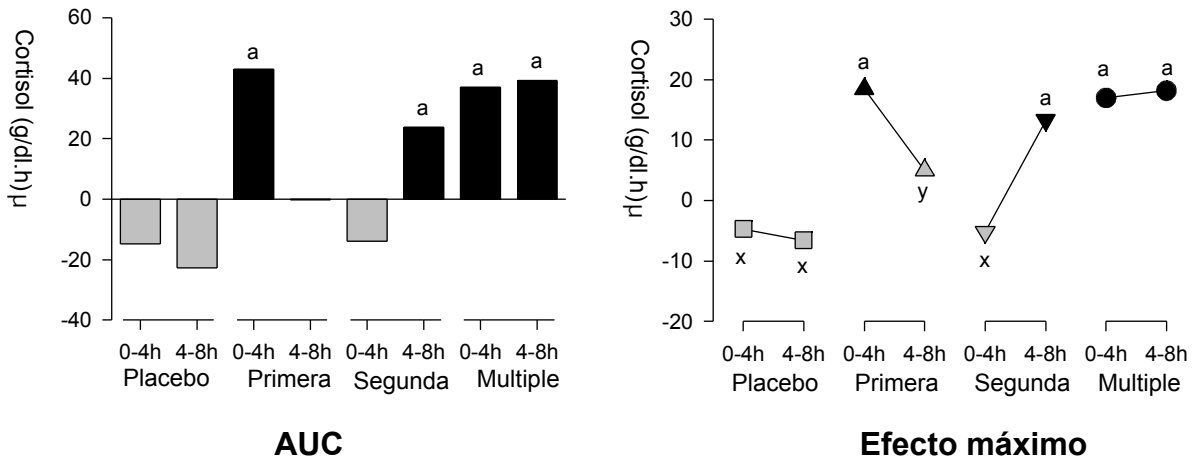 60
40
20
0
-20
-40
Cortisol (g/dl.h)µ
a
a
a
a
0-4h 4-8h 0-4h 4-8h 0-4h 4-8h 0-4h 4-8h
Placebo Primera Segunda Multiple
AUC
30
20
10
0
-10
-20
Cortisol (g/dl.h)µ
a
a
a
a
y
x
x
x
0-4h 4-8h 0-4h 4-8h 0-4h 4-8h 0-4h 4-8h
Placebo Primera Segunda Multiple
Efecto máximo